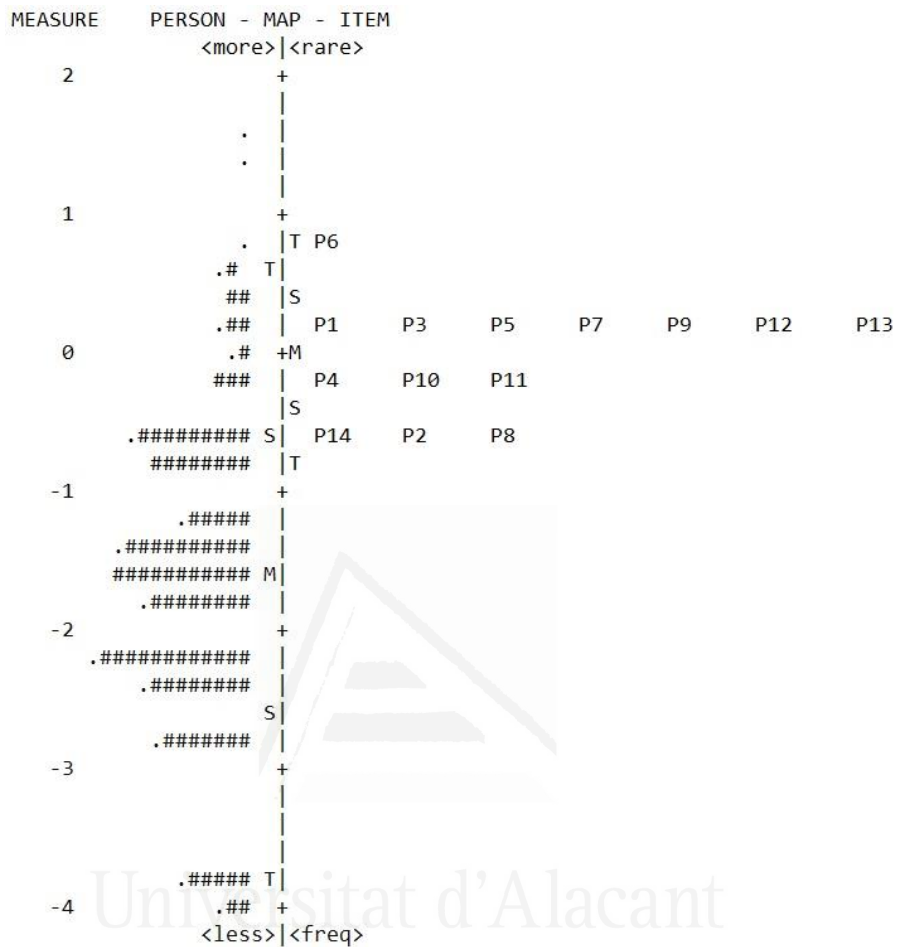 MEASURE PERSON - MAP - ITEM
<more>|<rare>
2 +
|
. |
. |
|
1 +
. |T P6
.# T|
## |S
.## | P1 P3 P5 P7 P9 P12 P13
0 .# +M
### | P4 P10 P11
|S
.######### S| P14 P2 P8
######## |T
-1 +
.##### |
.########## |
########### M|
.######## |
-2 +
.############ |
.######## |
S|
.####### |
-3 +
|
|
|
.##### T|
-4 .## +
<less>|<freq>
Universitat d'Alacant